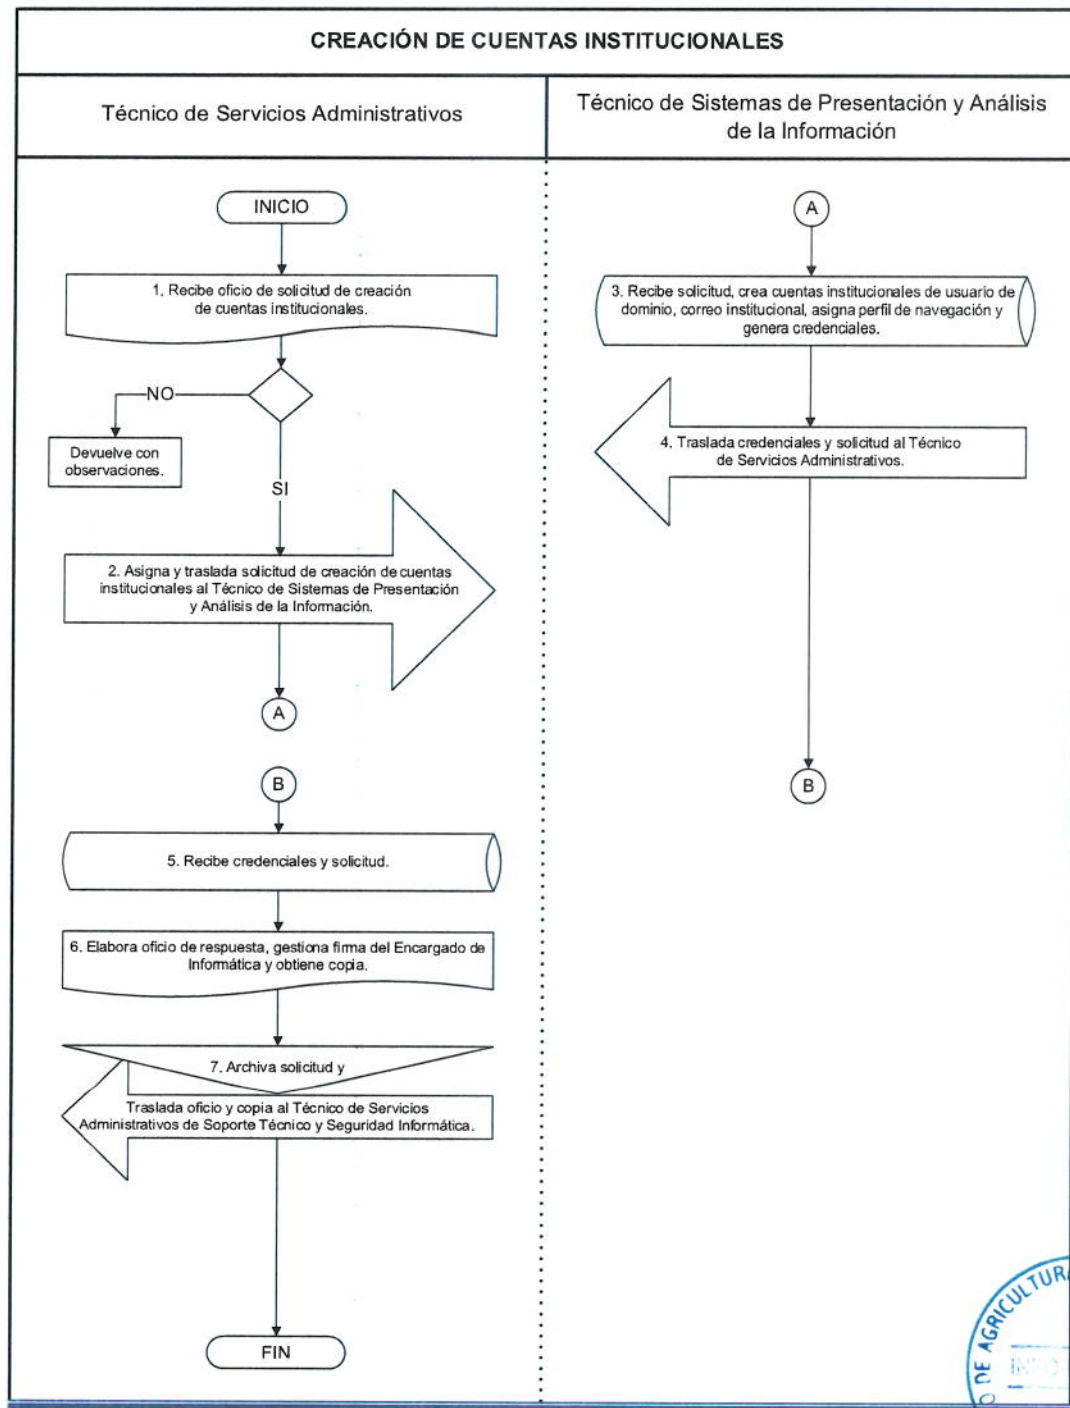 CREACIÓN DE CUENTAS INSTITUCIONALES
Técnico de Servicios Administrativos
Técnico de Sistemas de Presentación y Análisis
de la Información
INICIO
1. Recibe oficio de solicitud de creación
de cuentas institucionales.
NO
Devuelve con
observaciones.
SI
2. Asigna y traslada solicitud de creación de cuentas
institucionales al Técnico de Sistemas de Presentación
y Análisis de la Información.
A
B
5. Recibe credenciales y solicitud.
6. Elabora oficio de respuesta, gestiona firma del Encargado de
Informática y obtiene copia.
7. Archiva solicitud y
Traslada oficio y copia al Técnico de Servicios
Administrativos de Soporte Técnico y Seguridad Informática.
FIN
A
3. Recibe solicitud, crea cuentas institucionales de usuario de
dominio, correo institucional, asigna perfil de navegación y
genera credenciales.
4. Traslada credenciales y solicitud al Técnico
de Servicios Administrativos.
B
O DE AGRICULTURA